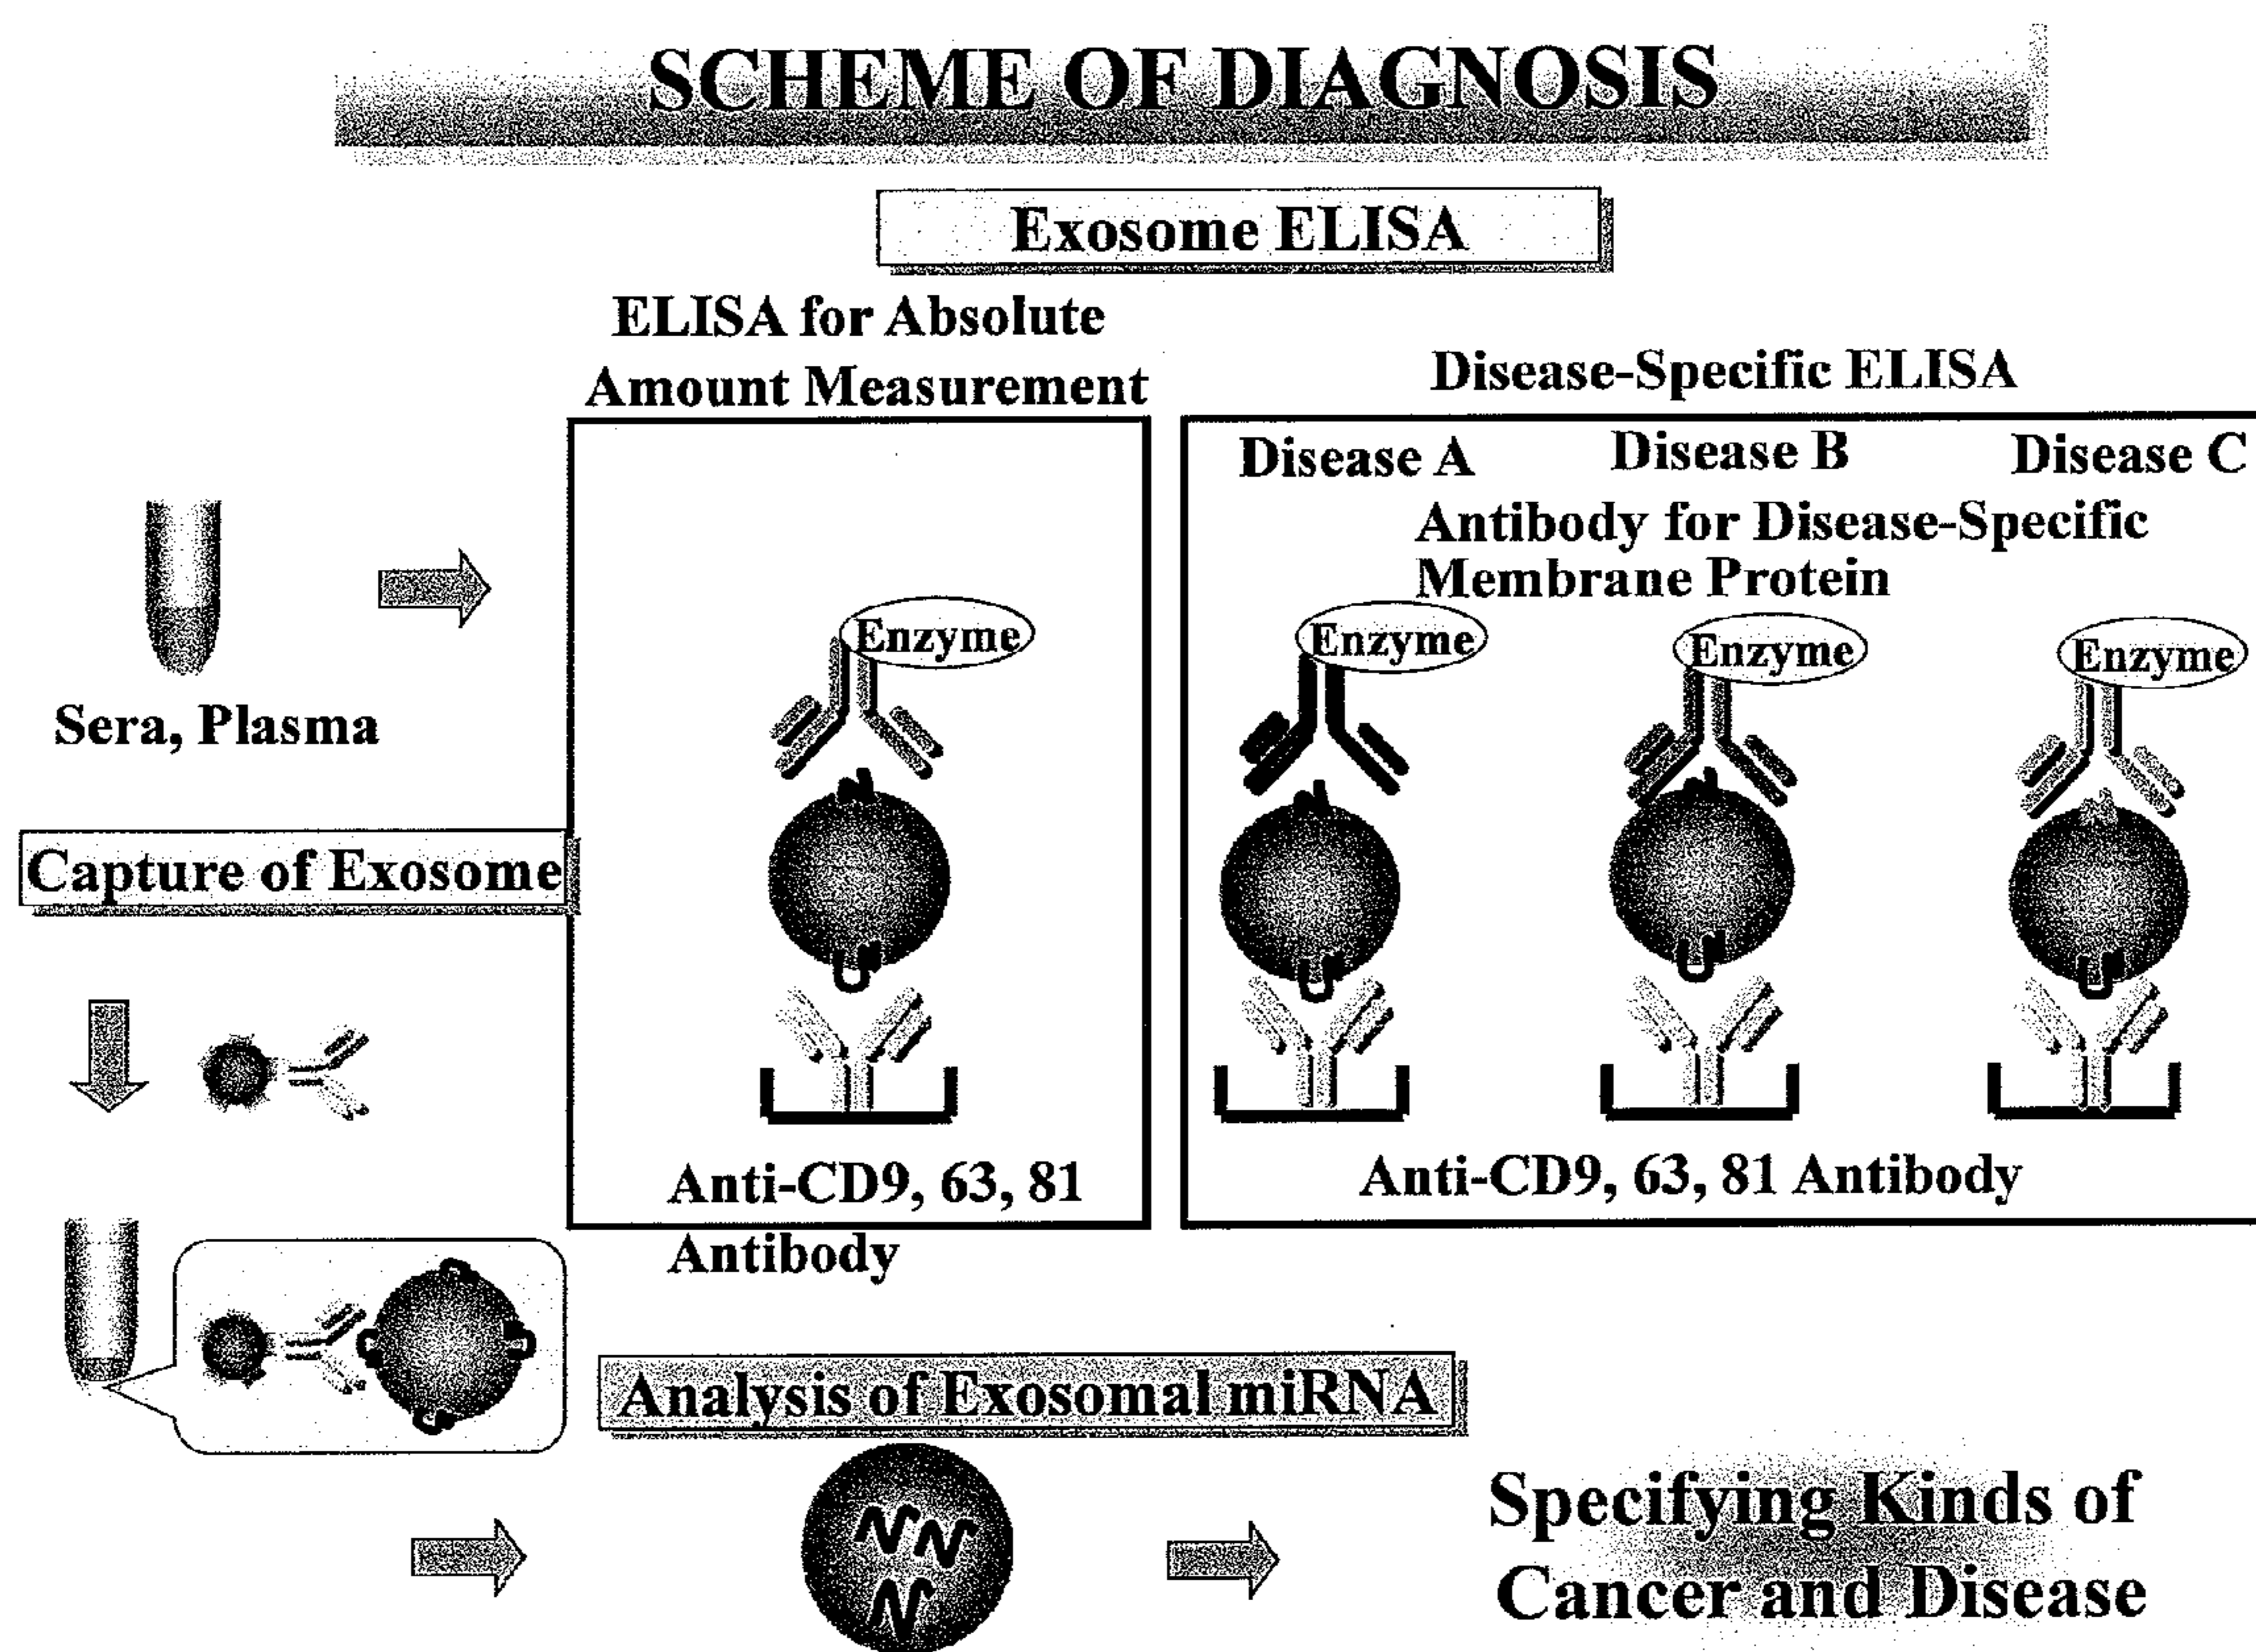 SCHEME OF DIAGNOSIS
Exosome ELISA
ELISA for Absolute
Amount Measurement
Disease-Specific ELISA
Disease A
Disease B
Disease C
Antibody for Disease-Specific
Membrane Protein
Enzyme
Enzyme
Enzyme
Enzyme
Sera, Plasma
Capture of Exosome
Anti-CD9, 63, 81
Antibody
Anti-CD9, 63, 81 Antibody
Analysis of Exosomal miRNA
Specifying Kinds of
Cancer and Disease